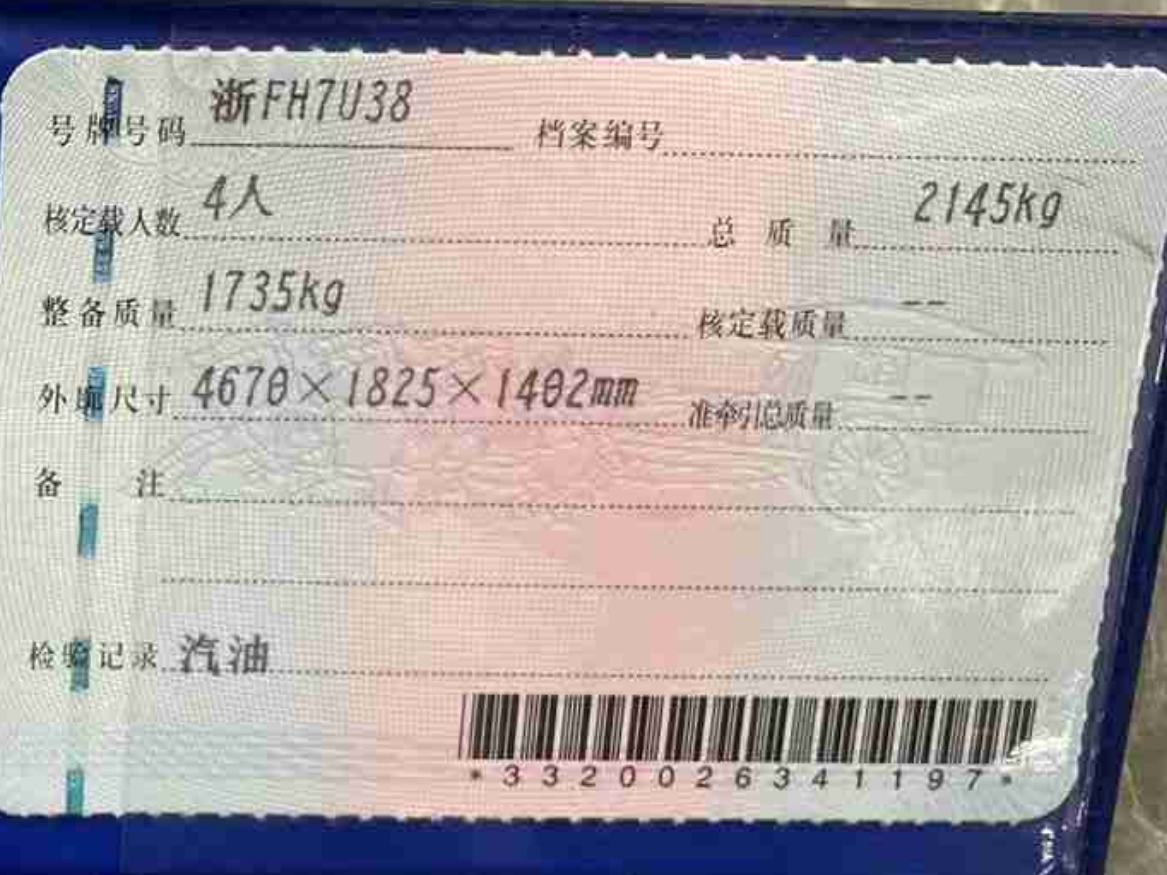 号牌号码 浙FH7U38 档案编号
核定载人数 4人 总质量 2145kg
整备质量 1735kg 核定载质量 --
外廓尺寸 4670×1825×1402mm 准牵引总质量 --
备注
检验记录 汽油
*3320026341197*